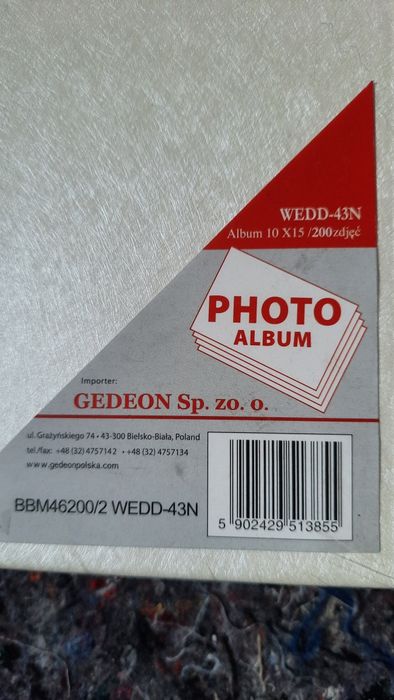 WEDD-43N
Album 10 X15 /200zdjęć
PHOTO
ALBUM
Importer:
GEDEON Sp. zo. o.
ul. Grażyńskiego 74 • 43-300 Bielsko-Biała, Poland
tel./fax: +48 (32) 4757142 • +48 (32) 4757134
www.gedeonpolska.com
BBM46200/2 WEDD-43N
5 902429 513855